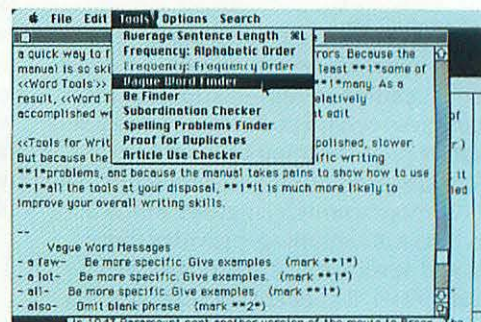 File Edit Tools Options Search
Average Sentence Length ⌘L
Frequency: Alphabetic Order
Frequency: Frequency Order
Vague Word Finder
Be Finder
Subordination Checker
Spelling Problems Finder
Proof for Duplicates
Article Use Checker
a quick way to f rors. Because the
manual is so ski least **1*some of
<<Word Tools>> **1*many. As a
result, <<Word T elatively
accomplished w t edit
<<Tools for Writ polished, slower.
But because the ific writing
**1*problems, and because the manual takes pains to show how to use
**1*all the tools at your disposal, **1*it is much more likely to
improve your overall writing skills.
--
Vague Word Messages
- a few- Be more specific. Give examples. (mark **1*)
- a lot- Be more specific. Give examples. (mark **1*)
- all- Be more specific. Give examples. (mark **1*)
- also- Omit blank phrase. (mark **2*)